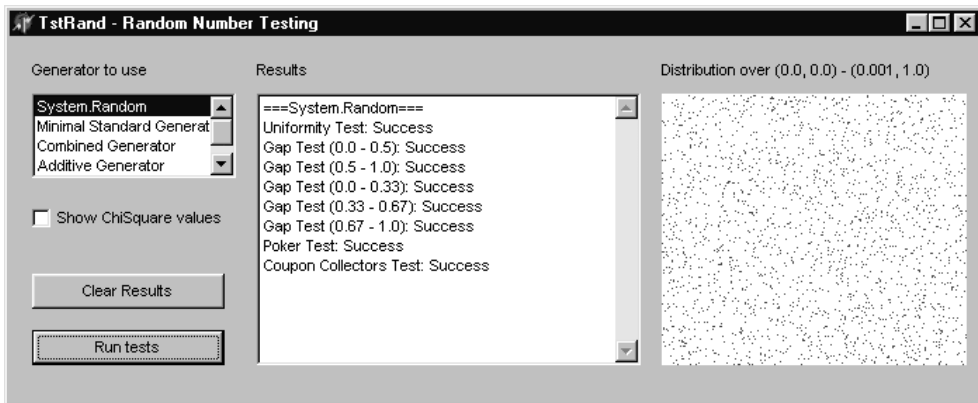 TstRand - Random Number Testing
Generator to use
System.Random
Minimal Standard Generat
Combined Generator
Additive Generator
Show ChiSquare values
Clear Results
Run tests
Results
===System.Random===
Uniformity Test: Success
Gap Test (0.0 - 0.5): Success
Gap Test (0.5 - 1.0): Success
Gap Test (0.0 - 0.33): Success
Gap Test (0.33 - 0.67): Success
Gap Test (0.67 - 1.0): Success
Poker Test: Success
Coupon Collectors Test: Success
Distribution over (0.0, 0.0) - (0.001, 1.0)